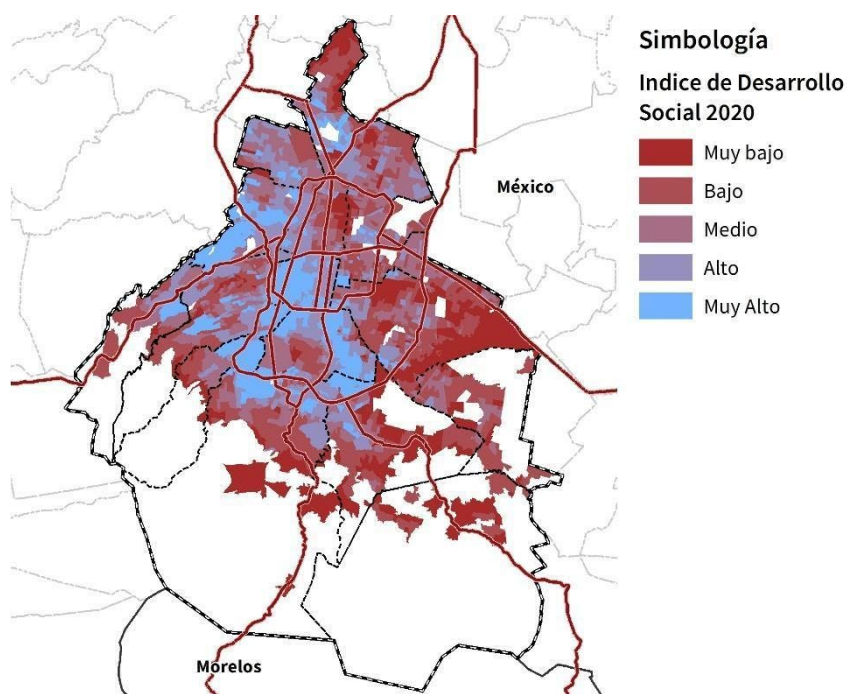 Simbología
Indice de Desarrollo
Social 2020
Muy bajo
Bajo
Medio
Alto
Muy Alto
México
Morelos